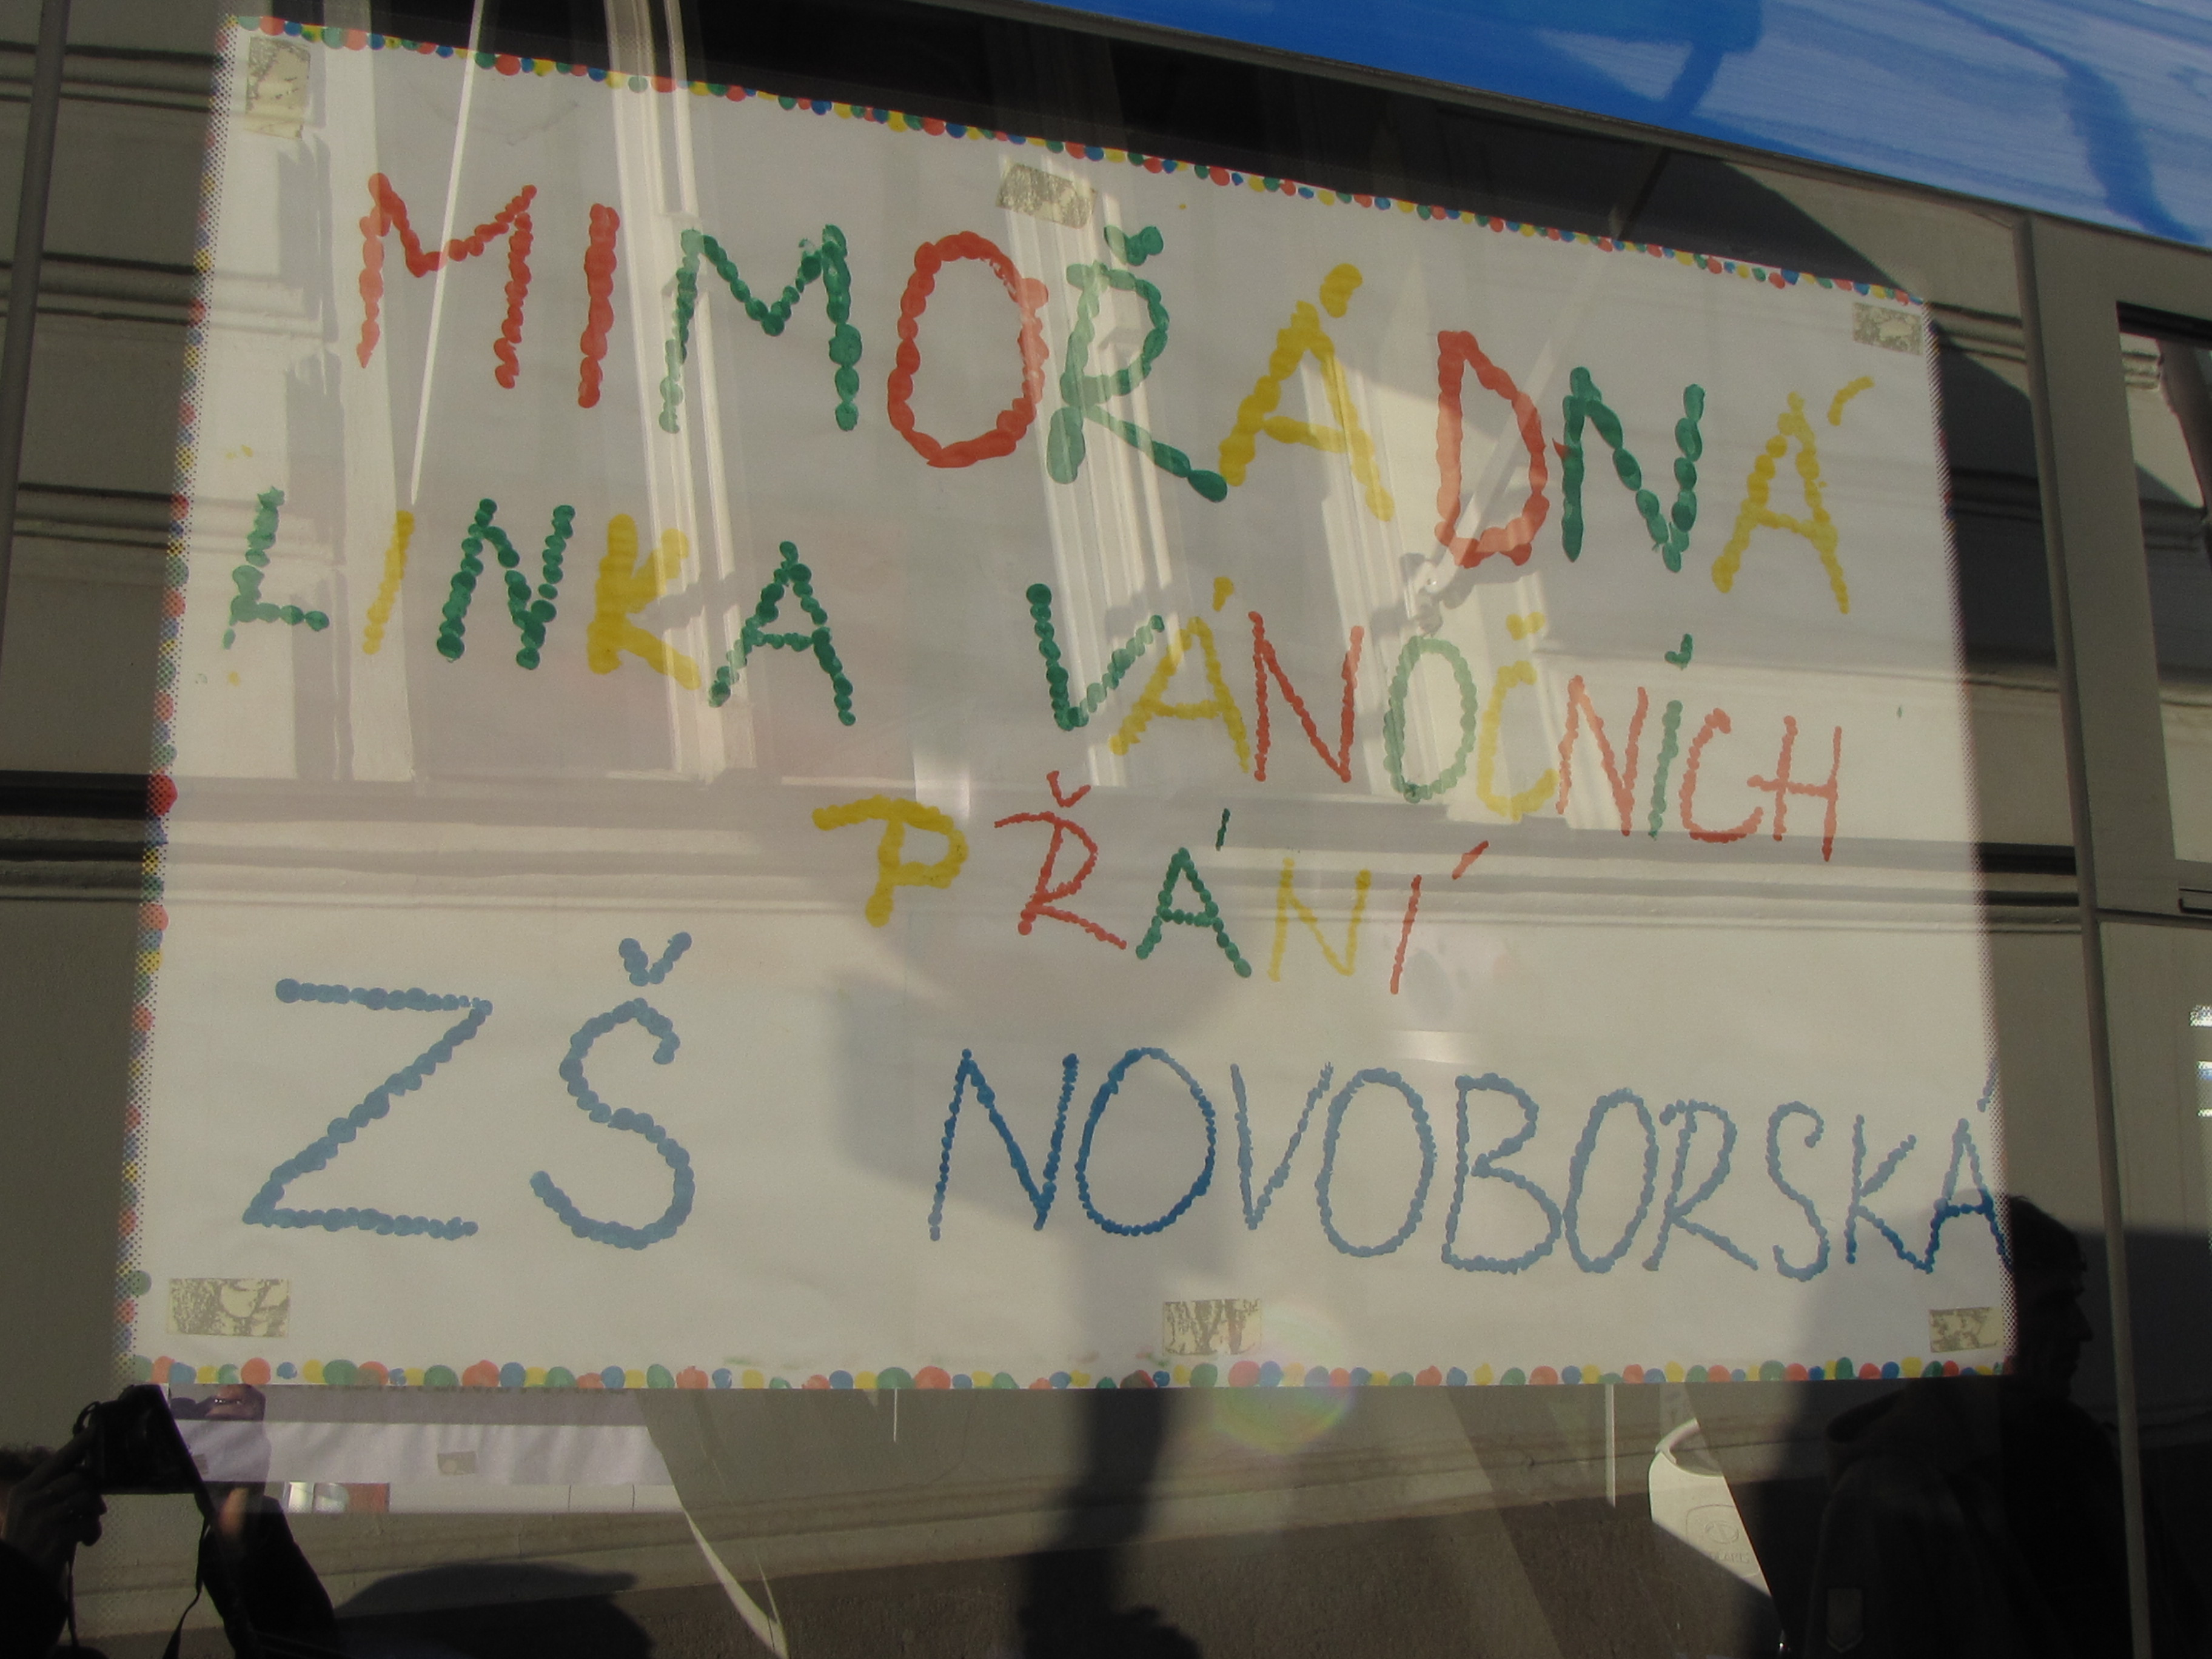 MIMOŘÁDNÁ
LINKA VÁNOČNÍCH
PŘÁNÍ
ZŠ NOVOBORSKÁ